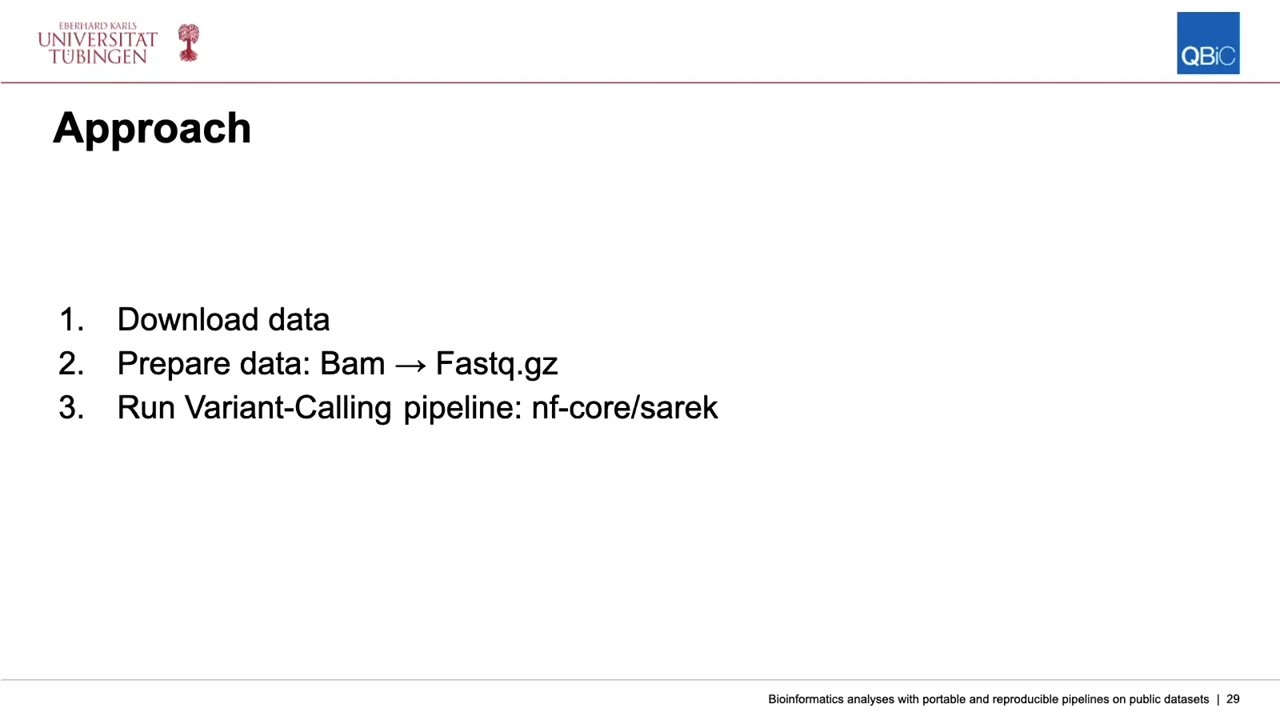 EBERHARD KARLS
UNIVERSITÄT
TÜBINGEN
QBiC
Approach
1. Download data
2. Prepare data: Bam → Fastq.gz
3. Run Variant-Calling pipeline: nf-core/sarek
Bioinformatics analyses with portable and reproducible pipelines on public datasets | 29